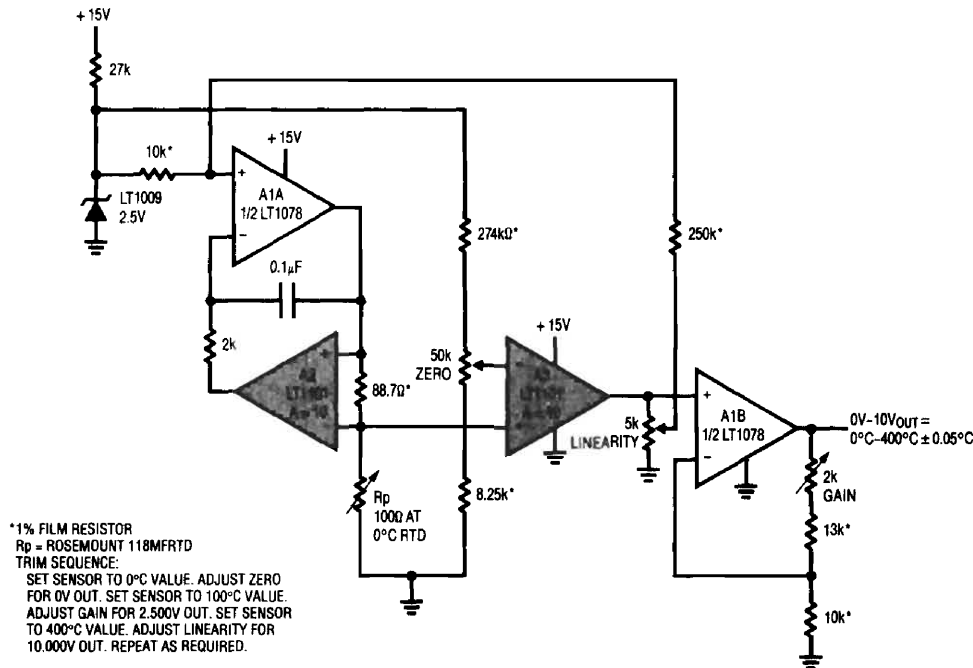 + 15V
27k
10k*
+ 15V
+
A1A
1/2 LT1078
−
LT1009
2.5V
274kΩ*
250k*
0.1µF
+ 15V
2k
+
A2
A = 10
88.7Ω*
50k
ZERO
A3
A = 10
5k
LINEARITY
+
A1B
1/2 LT1078
−
0V–10VOUT =
0°C–400°C ± 0.05°C
2k
GAIN
Rp
100Ω AT
0°C RTD
8.25k*
13k*
10k*
*1% FILM RESISTOR
Rp = ROSEMOUNT 118MFRTD
TRIM SEQUENCE:
SET SENSOR TO 0°C VALUE. ADJUST ZERO
FOR 0V OUT. SET SENSOR TO 100°C VALUE.
ADJUST GAIN FOR 2.500V OUT. SET SENSOR
TO 400°C VALUE. ADJUST LINEARITY FOR
10.000V OUT. REPEAT AS REQUIRED.